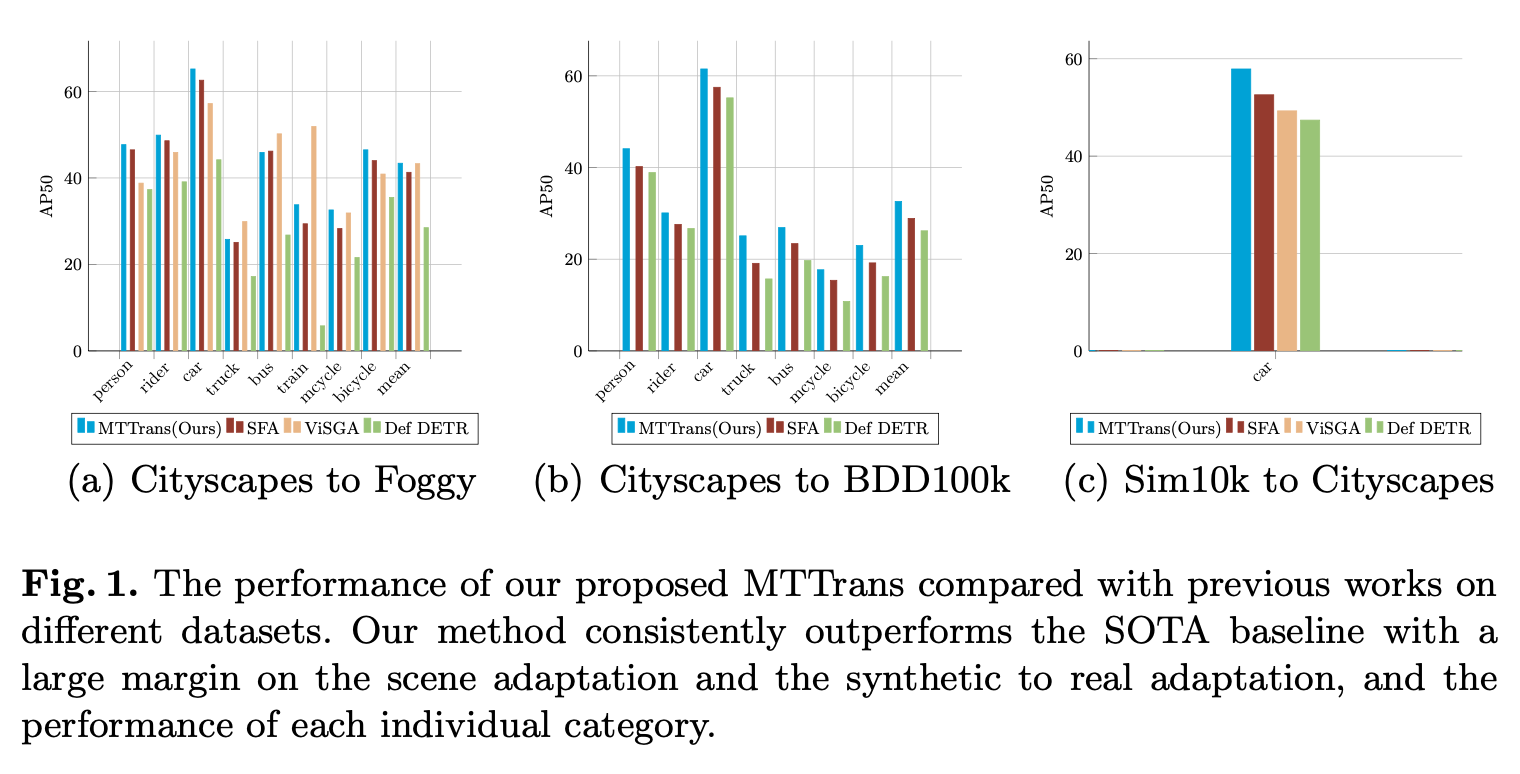 AP50
60
40
20
0
person rider car truck bus train mcycle bicycle mean
MTTrans(Ours) SFA ViSGA Def DETR
(a) Cityscapes to Foggy
AP50
60
40
20
0
person rider car truck bus mcycle bicycle mean
MTTrans(Ours) SFA Def DETR
(b) Cityscapes to BDD100k
AP50
60
40
20
0
car
MTTrans(Ours) SFA ViSGA Def DETR
(c) Sim10k to Cityscapes
Fig. 1. The performance of our proposed MTTrans compared with previous works on
different datasets. Our method consistently outperforms the SOTA baseline with a
large margin on the scene adaptation and the synthetic to real adaptation, and the
performance of each individual category.